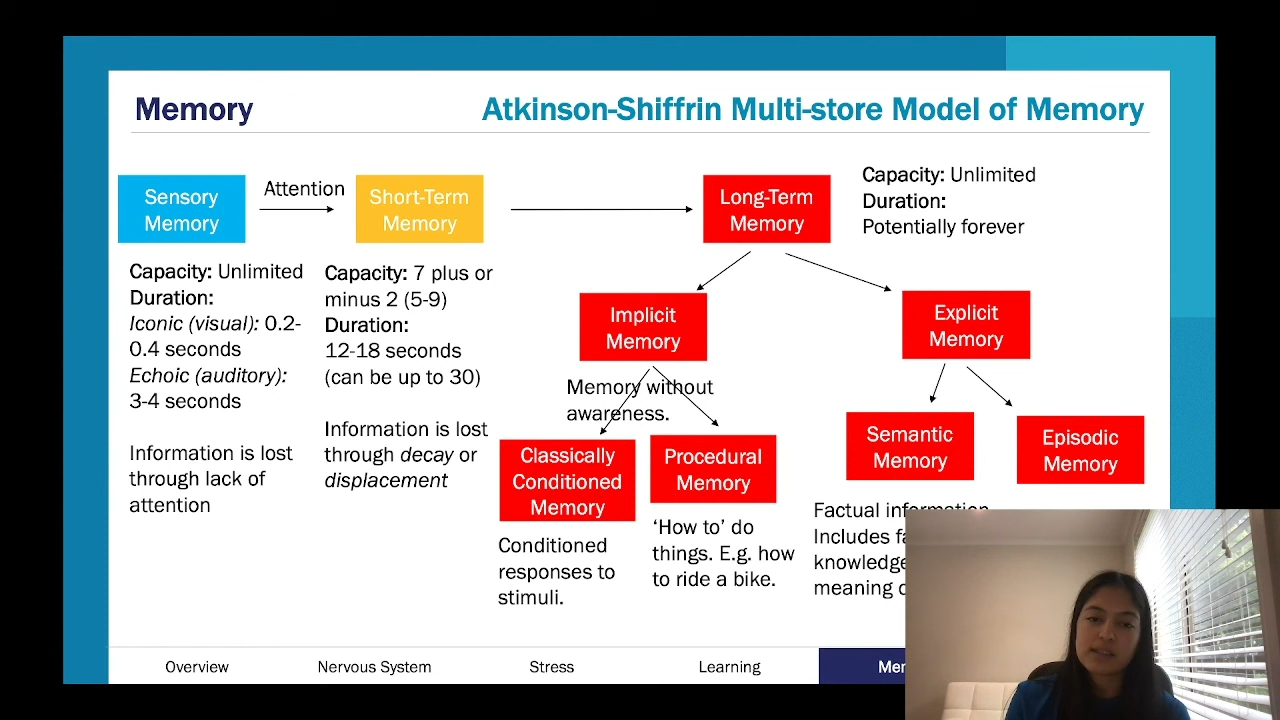 Memory
Atkinson-Shiffrin Multi-store Model of Memory
Sensory
Memory
Attention
Short-Term
Memory
Long-Term
Memory
Capacity: Unlimited
Duration:
Potentially forever
Capacity: Unlimited
Duration:
Iconic (visual): 0.2-
0.4 seconds
Echoic (auditory):
3-4 seconds
Information is lost
through lack of
attention
Capacity: 7 plus or
minus 2 (5-9)
Duration:
12-18 seconds
(can be up to 30)
Information is lost
through decay or
displacement
Implicit
Memory
Memory without
awareness.
Explicit
Memory
Classically
Conditioned
Memory
Conditioned
responses to
stimuli.
Procedural
Memory
‘How to’ do
things. E.g. how
to ride a bike.
Semantic
Memory
Factual information
Includes
knowledge
meaning
Episodic
Memory
Overview
Nervous System
Stress
Learning